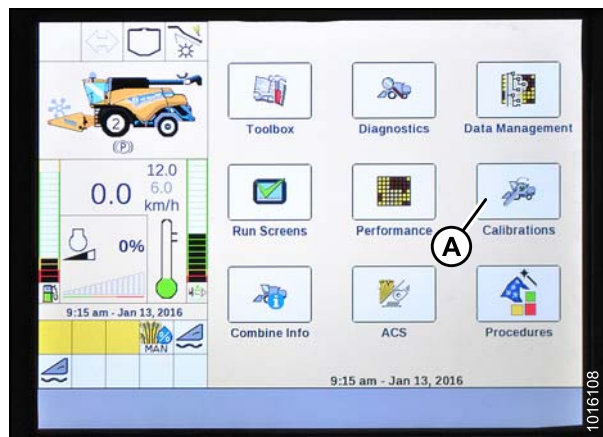 Toolbox Diagnostics Data Management
2
(P)
12.0
0.0 6.0
km/h
Run Screens Performance Calibrations
A
0%
9:15 am - Jan 13, 2016
MAN
Combine Info ACS Procedures
9:15 am - Jan 13, 2016
1016108